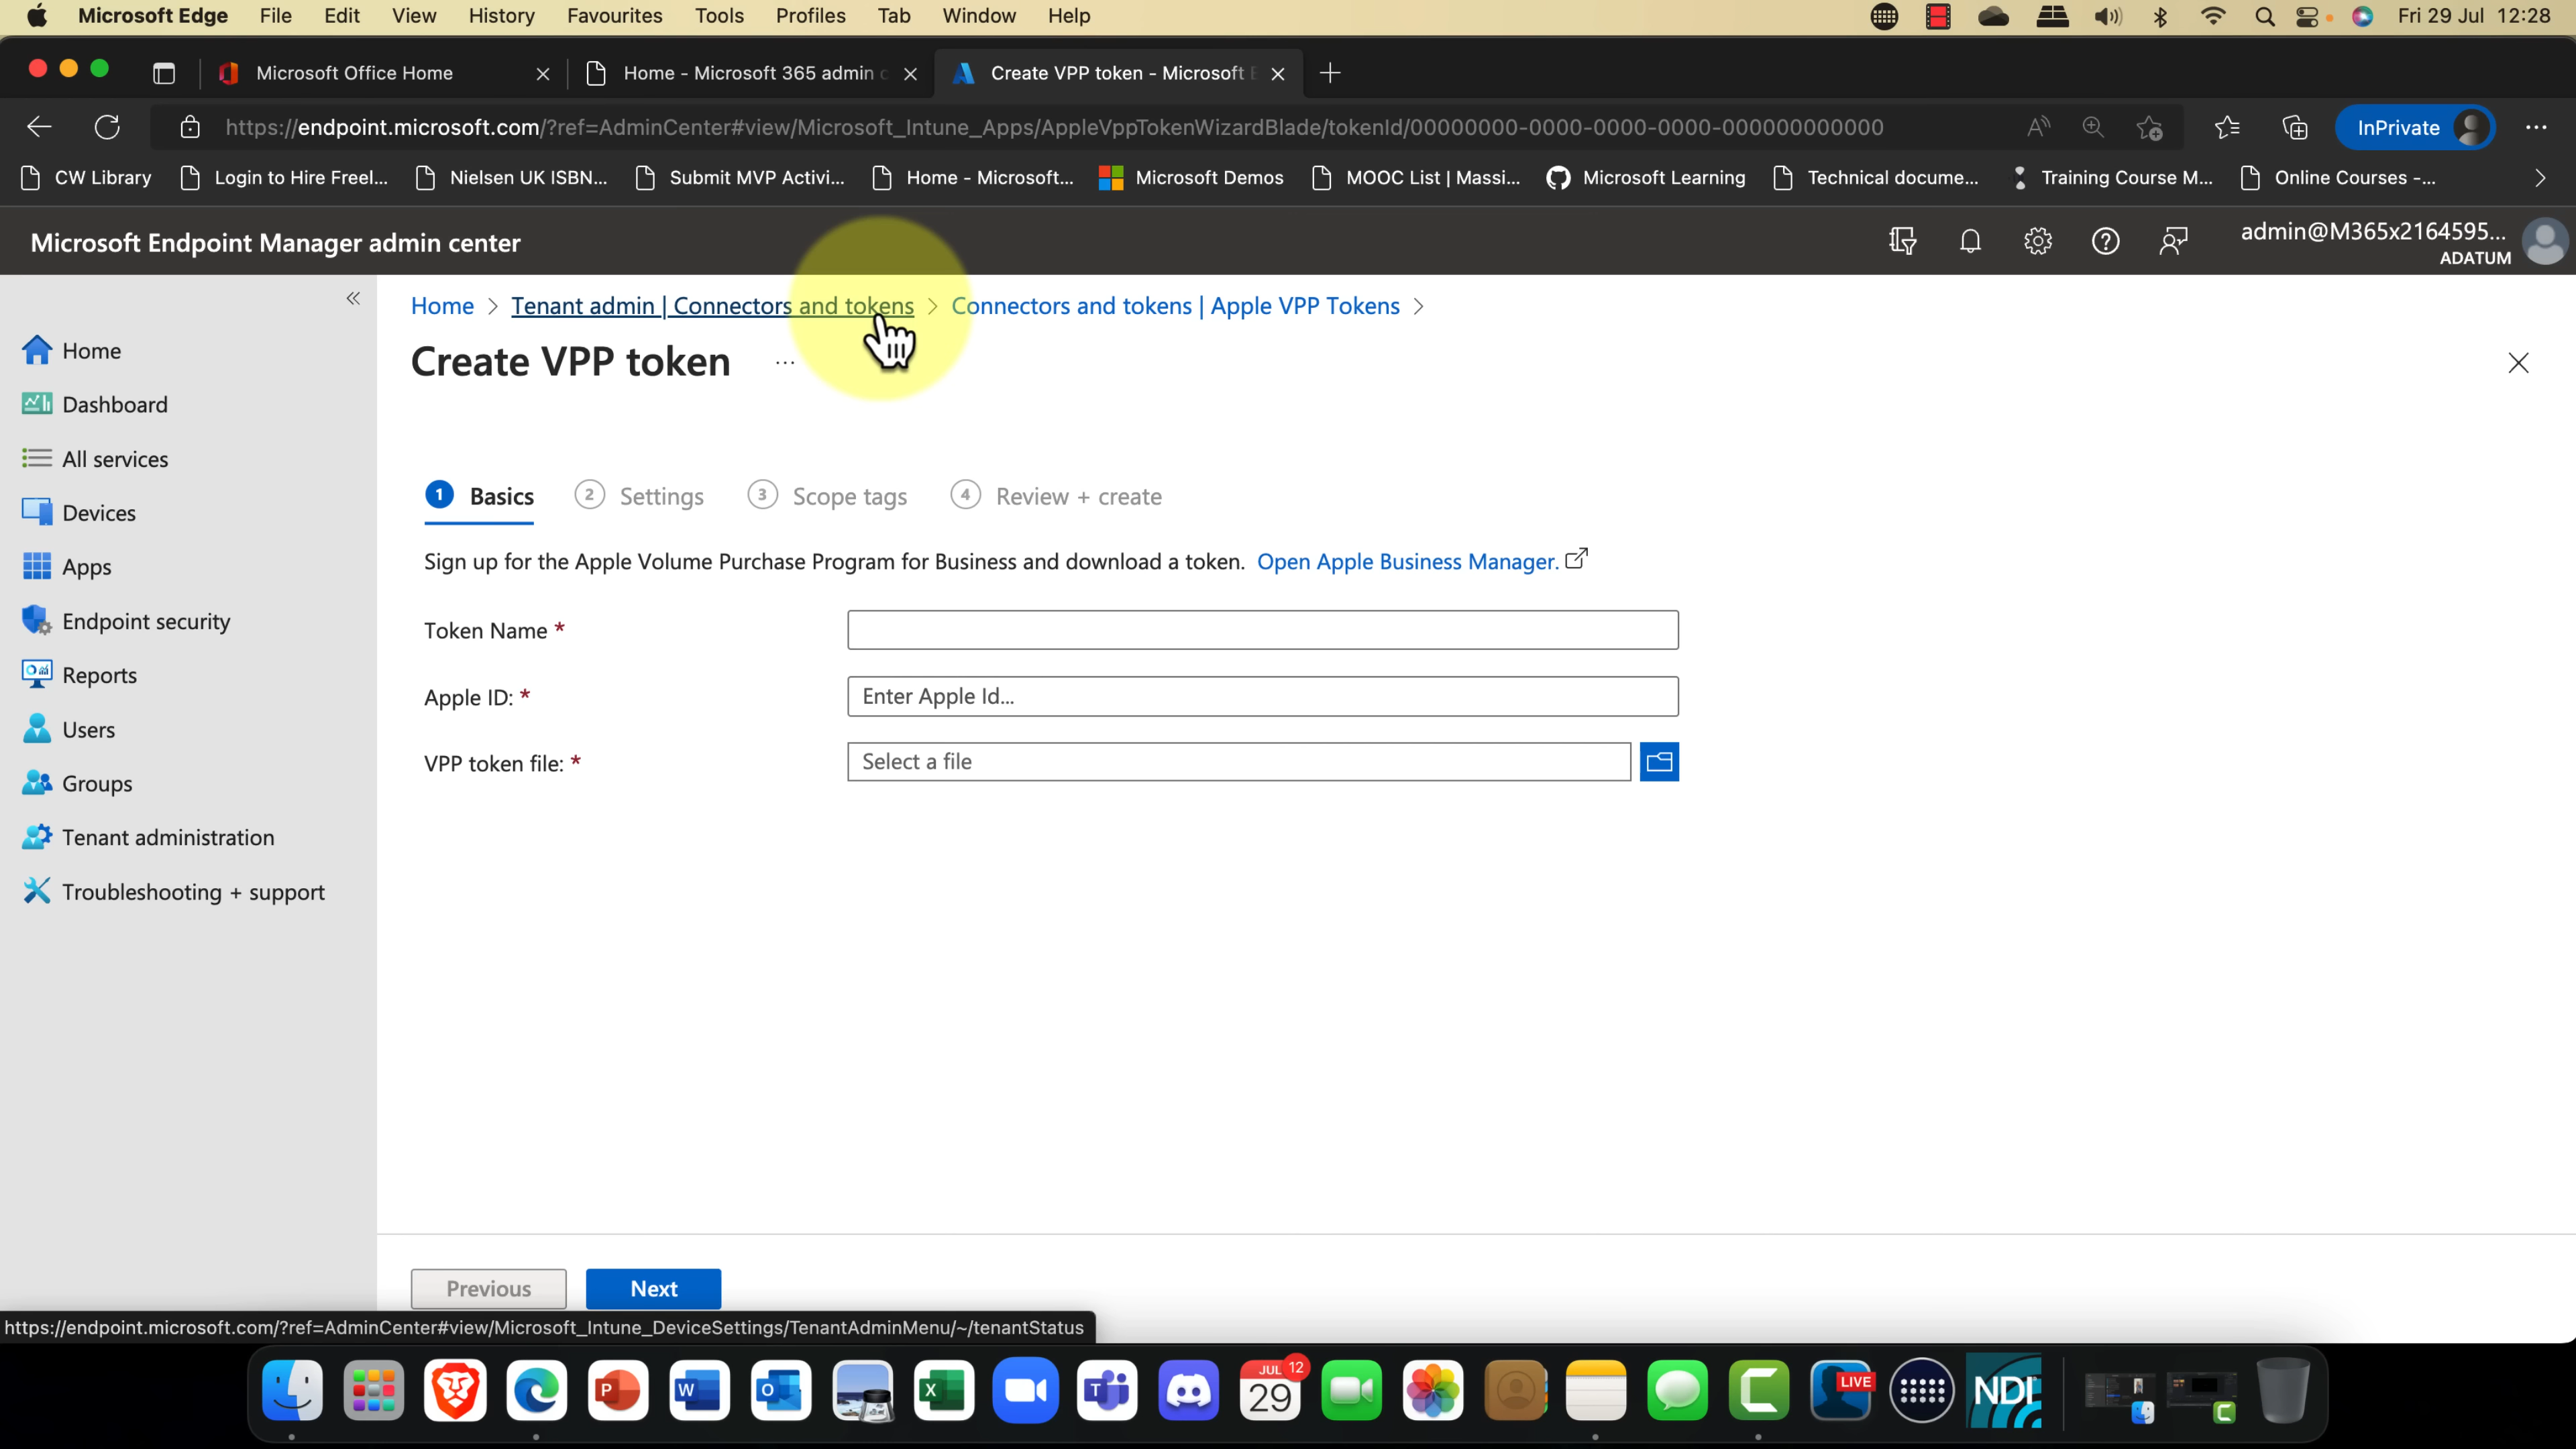 Microsoft Edge File Edit View History Favourites Tools Profiles Tab Window Help Fri 29 Jul 12:28
Microsoft Office Home Home - Microsoft 365 admin c Create VPP token - Microsoft E
https://endpoint.microsoft.com/?ref=AdminCenter#view/Microsoft_Intune_Apps/AppleVppTokenWizardBlade/tokenId/00000000-0000-0000-0000-000000000000 InPrivate
CW Library Login to Hire Freel... Nielsen UK ISBN... Submit MVP Activi... Home - Microsoft... Microsoft Demos MOOC List | Massi... Microsoft Learning Technical docume... Training Course M... Online Courses -...
Microsoft Endpoint Manager admin center admin@M365x2164595...
ADATUM
Home > Tenant admin | Connectors and tokens > Connectors and tokens | Apple VPP Tokens >
Create VPP token ...
Home
Dashboard
All services
Devices
Apps
Endpoint security
Reports
Users
Groups
Tenant administration
Troubleshooting + support
1 Basics 2 Settings 3 Scope tags 4 Review + create
Sign up for the Apple Volume Purchase Program for Business and download a token. Open Apple Business Manager.
Token Name *
Apple ID: * Enter Apple Id...
VPP token file: * Select a file
Previous Next
https://endpoint.microsoft.com/?ref=AdminCenter#view/Microsoft_Intune_DeviceSettings/TenantAdminMenu/~/tenantStatus
P W O X T JUL 29 12 C LIVE NDI